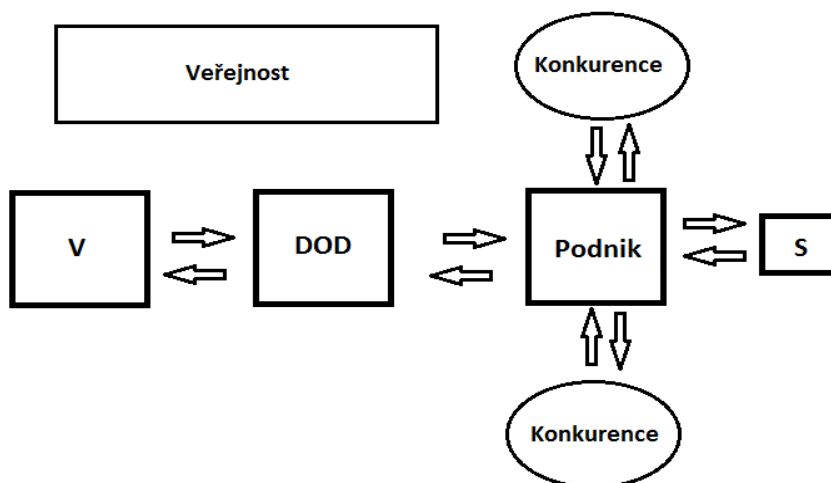 Veřejnost
Konkurence
V
DOD
Podnik
S
Konkurence